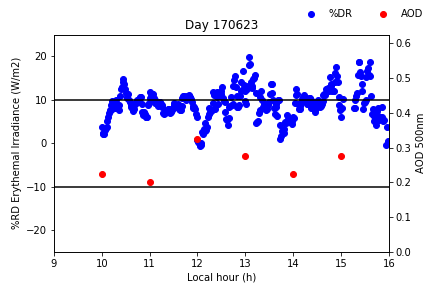 %DR AOD
Day 170623
%RD Erythemal Irradiance (W/m2)
20
10
0
−10
−20
0.6
0.5
0.4
0.3
0.2
0.1
0.0
AOD 500nm
9 10 11 12 13 14 15 16
Local hour (h)